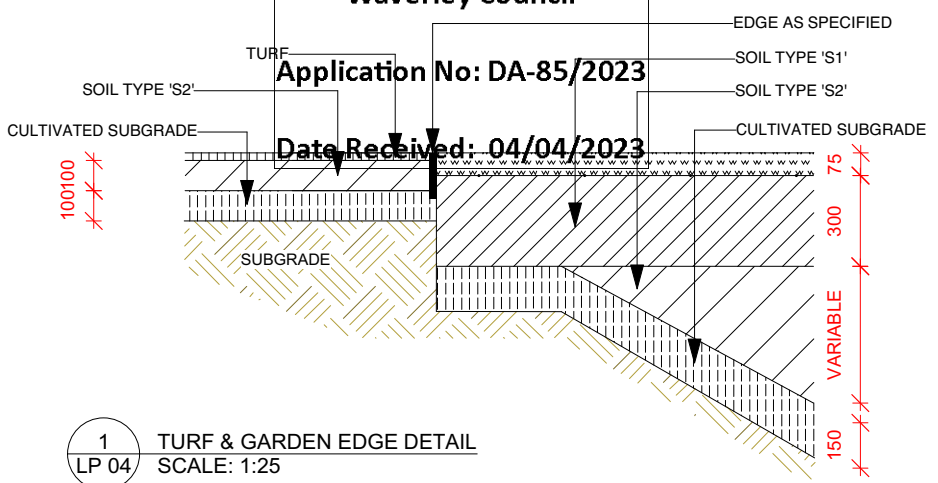 Waverley Council
EDGE AS SPECIFIED
TURF
SOIL TYPE 'S1'
Application No: DA-85/2023
SOIL TYPE 'S2'
SOIL TYPE 'S2'
CULTIVATED SUBGRADE
CULTIVATED SUBGRADE
Date Received: 04/04/2023
100
100
75
300
VARIABLE
150
SUBGRADE
1
LP 04
TURF & GARDEN EDGE DETAIL
SCALE: 1:25